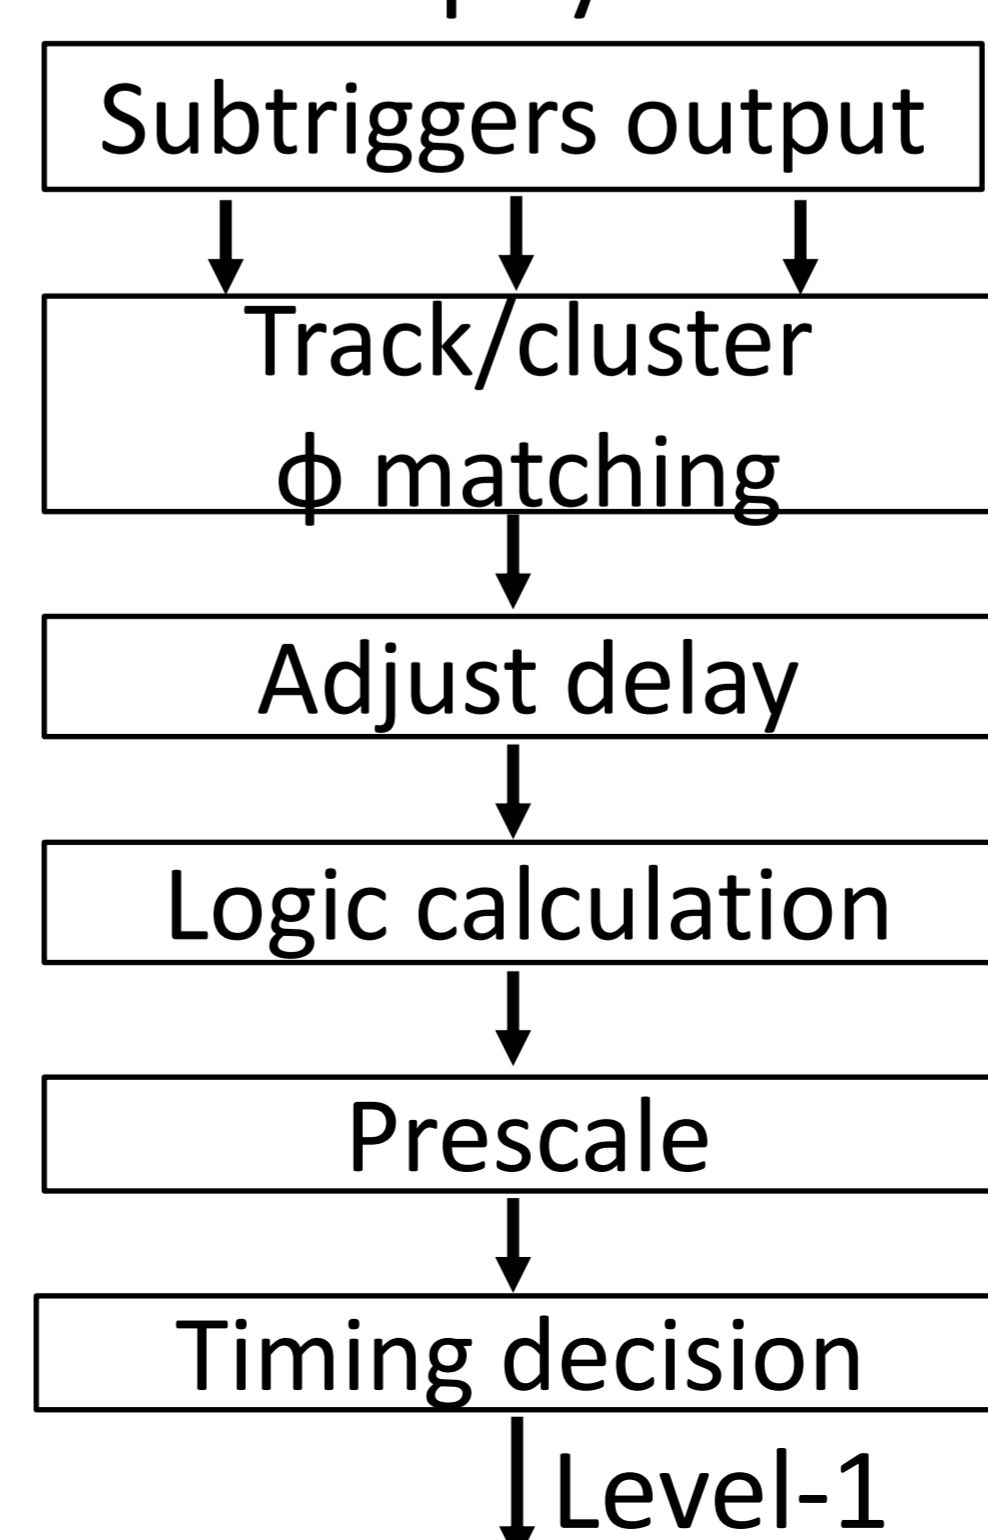 Subtriggers output
Track/cluster
ϕ matching
Adjust delay
Logic calculation
Prescale
Timing decision
Level-1